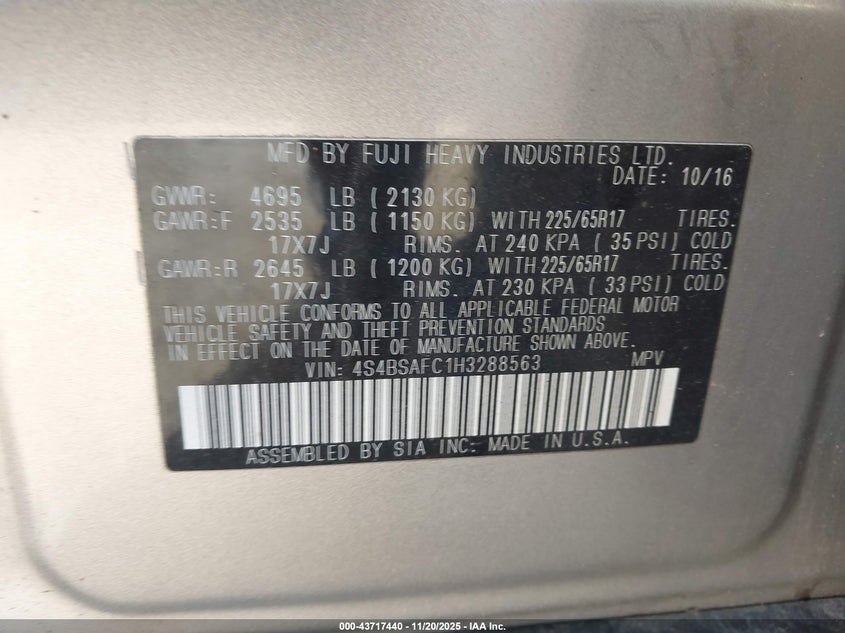 MFD BY FUJI HEAVY INDUSTRIES LTD.
DATE: 10/16
GVWR: 4695 LB ( 2130 KG)
GAWR:F 2535 LB ( 1150 KG) WITH 225/65R17 TIRES.
17X7J RIMS. AT 240 KPA ( 35 PSI) COLD
GAWR:R 2645 LB ( 1200 KG) WITH 225/65R17 TIRES.
17X7J RIMS. AT 230 KPA ( 33 PSI) COLD
THIS VEHICLE CONFORMS TO ALL APPLICABLE FEDERAL MOTOR
VEHICLE SAFETY AND THEFT PREVENTION STANDARDS
IN EFFECT ON THE DATE OF MANUFACTURE SHOWN ABOVE.
VIN: 4S4BSAFC1H3288563 MPV
ASSEMBLED BY SIA INC. MADE IN U.S.A.
000-43717440 - 11/20/2025 - IAA Inc.